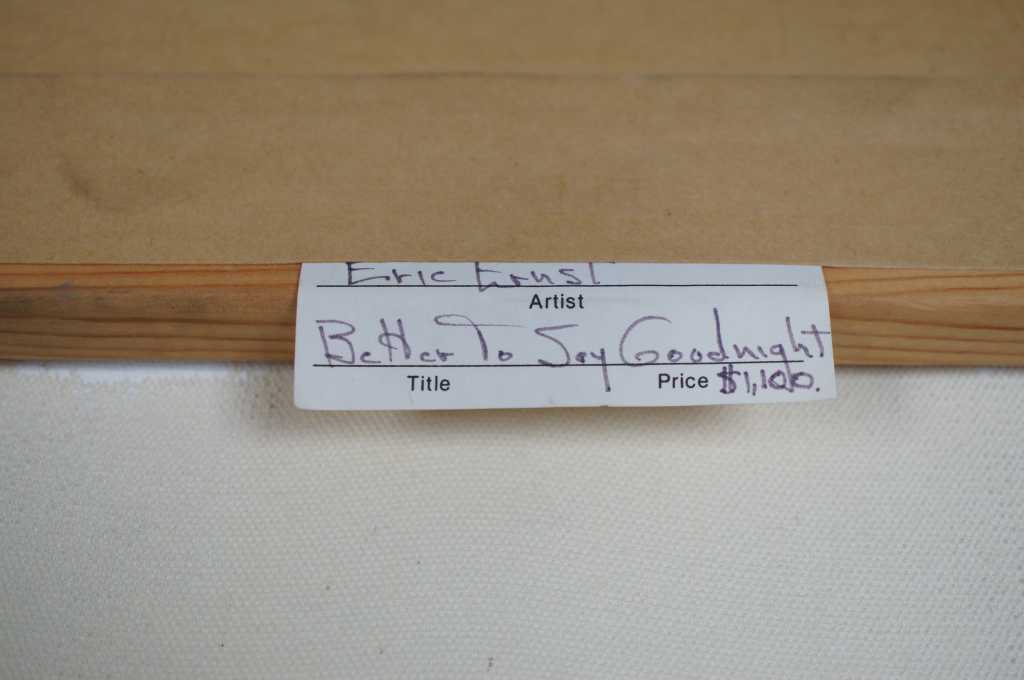 Eric Ernst
Artist
Better To Say Goodnight
Title Price $1,100.